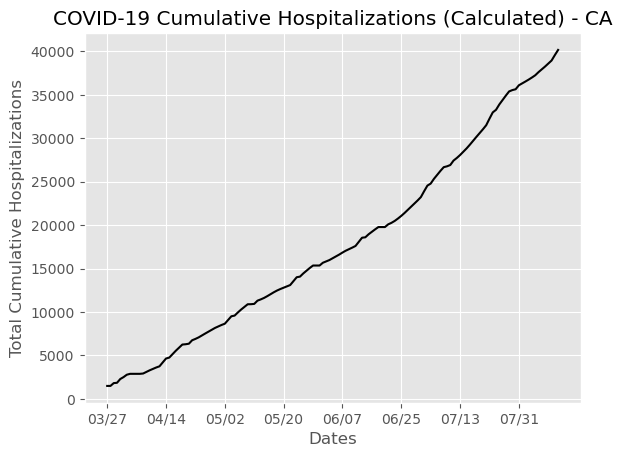 COVID-19 Cumulative Hospitalizations (Calculated) - CA
Total Cumulative Hospitalizations
40000
35000
30000
25000
20000
15000
10000
5000
0
03/27 04/14 05/02 05/20 06/07 06/25 07/13 07/31
Dates